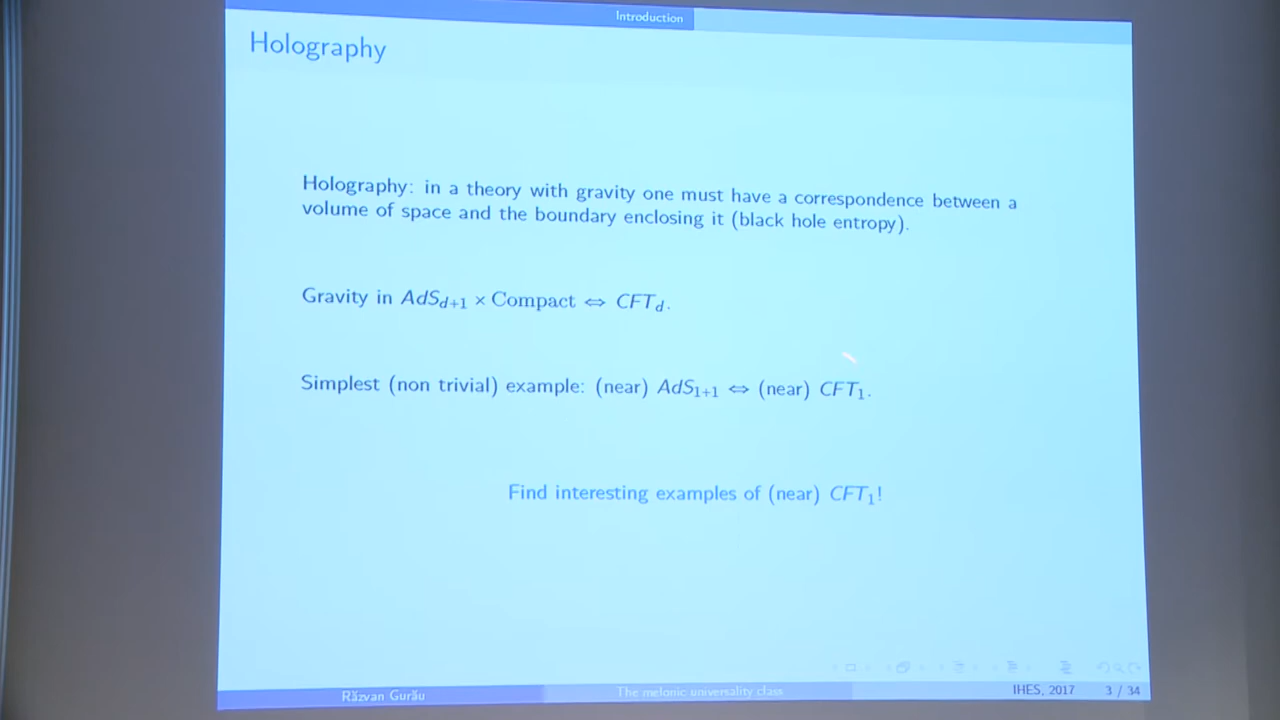 Introduction
Holography
Holography: in a theory with gravity one must have a correspondence between a
volume of space and the boundary enclosing it (black hole entropy).
Gravity in AdS_{d+1} × Compact ⇔ CFT_d.
Simplest (non trivial) example: (near) AdS_{1+1} ⇔ (near) CFT_1.
Find interesting examples of (near) CFT_1!
Răzvan Gurău The melonic universality class IHES, 2017 3 / 34